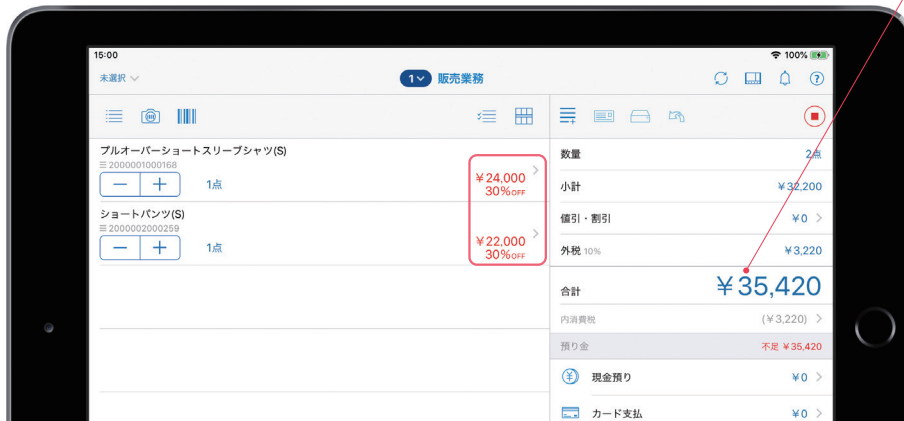 15:00
100%
未選択
1 販売業務
プルオーバーショートスリーブシャツ(S)
2000001000168
1点
¥24,000
30%OFF
ショートパンツ(S)
2000002000259
1点
¥22,000
30%OFF
数量 2点
小計 ¥32,200
値引・割引 ¥0
外税 10% ¥3,220
合計 ¥35,420
内消費税 (¥3,220)
預り金 不足 ¥35,420
現金預り ¥0
カード支払 ¥0